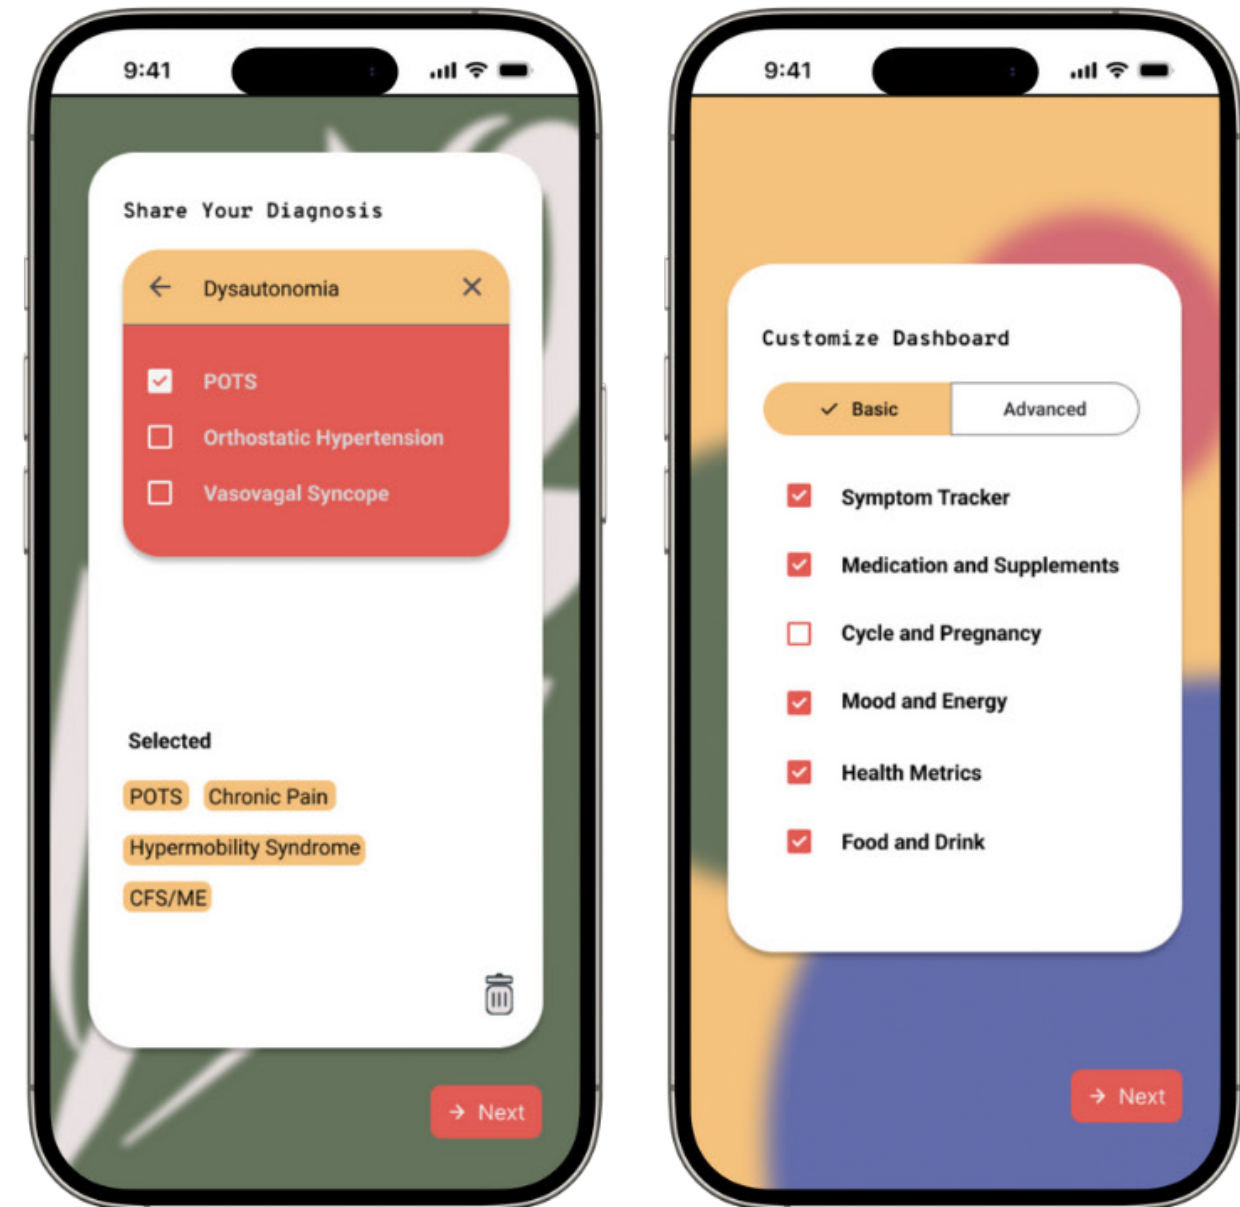 9:41
Share Your Diagnosis
Dysautonomia
POTS
Orthostatic Hypertension
Vasovagal Syncope
Selected
POTS Chronic Pain
Hypermobility Syndrome
CFS/ME
Next
9:41
Customize Dashboard
Basic Advanced
Symptom Tracker
Medication and Supplements
Cycle and Pregnancy
Mood and Energy
Health Metrics
Food and Drink
Next